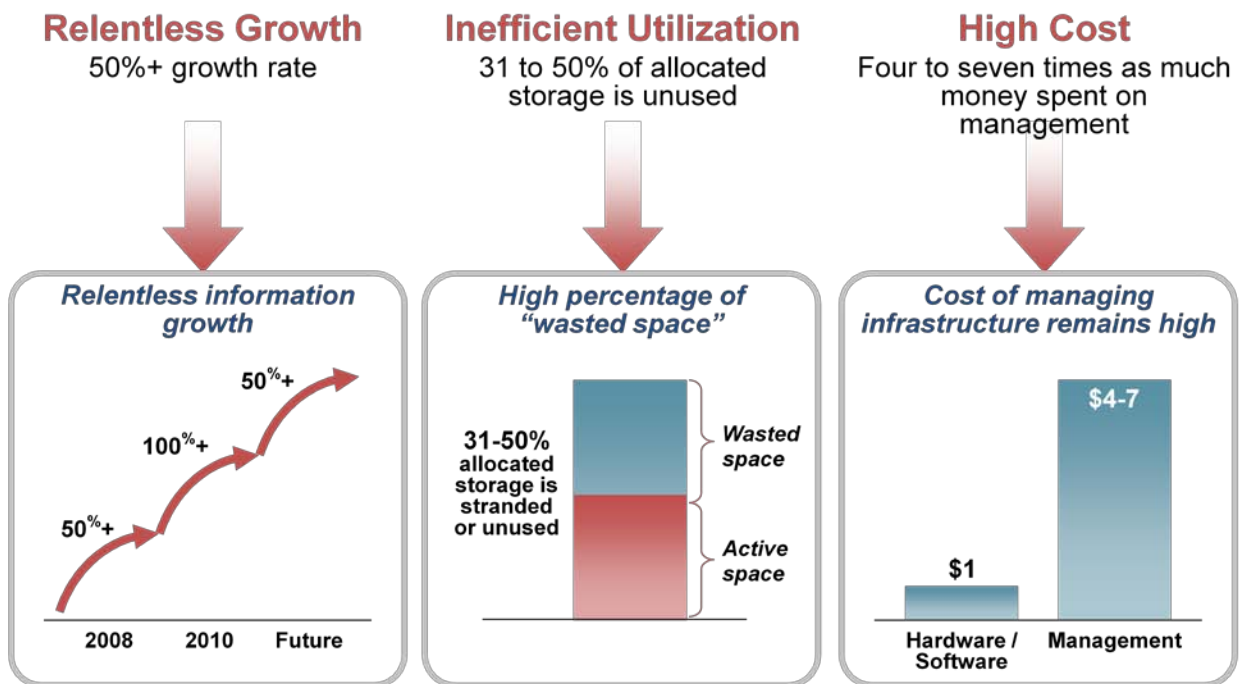 Relentless Growth
50%+ growth rate
Inefficient Utilization
31 to 50% of allocated
storage is unused
High Cost
Four to seven times as much
money spent on
management
Relentless information
growth
50%+
100%+
50%+
2008 2010 Future
High percentage of
“wasted space”
31-50%
allocated
storage is
stranded
or unused
Wasted
space
Active
space
Cost of managing
infrastructure remains high
$1
$4-7
Hardware /
Software
Management